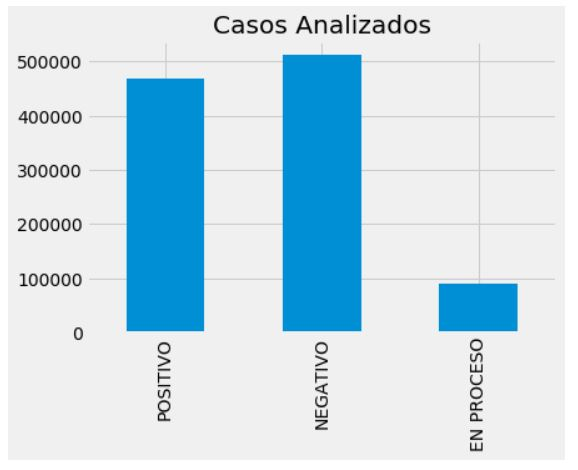 Casos Analizados
500000
400000
300000
200000
100000
0
POSITIVO
NEGATIVO
EN PROCESO